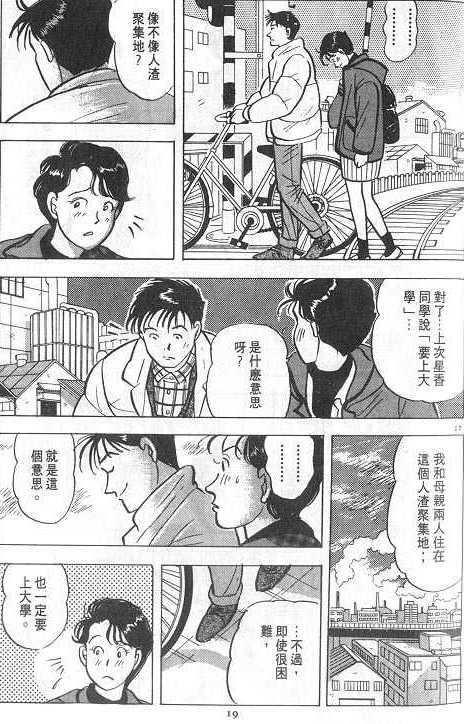 ⋯⋯⋯
像不像人渣
聚集地？
對了⋯上次星香
同學說「要上大
學」⋯
是什麼意思
呀？
17
我和母親兩人住在
這個人渣聚集地；
⋯⋯⋯
就是這
個意思。
⋯不過，
即使很困
難，
也一定要
上大學。
19